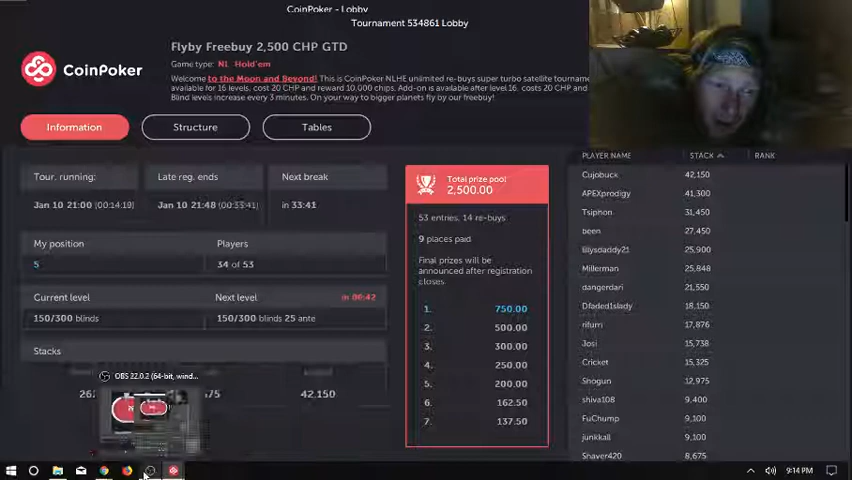 CoinPoker - Lobby
Tournament 534861 Lobby
CoinPoker
Flyby Freebuy 2,500 CHP GTD
Game type: NL Hold'em
Welcome to the Moon and Beyond! This is CoinPoker NLHE unlimited re-buys super turbo satellite tourname
available for 16 levels, cost 20 CHP and reward 10,000 chips. Add-on is available after level 16, costs 20 CHP and
Blind levels increase every 3 minutes. On your way to bigger planets fly by our freebuy!
Information
Structure
Tables
Tour. running:
Late reg. ends
Next break
Jan 10 21:00 (00:14:19)
Jan 10 21:48 (00:33:41)
in 33:41
My position
Players
5
34 of 53
Current level
Next level
in 00:42
150/300 blinds
150/300 blinds 25 ante
Stacks
42,150
Total prize pool
2,500.00
53 entries, 14 re-buys
9 places paid
Final prizes will be
announced after registration
closes
1. 750.00
2. 500.00
3. 300.00
4. 250.00
5. 200.00
6. 162.50
7. 137.50
PLAYER NAME STACK RANK
Cujobuck 42,150
APEXprodigy 41,300
Tsiphon 31,450
been 27,450
lilysdaddy21 25,900
Millerman 25,848
dangerdari 21,550
Dfaded1slady 18,150
rifurri 17,876
Josi 15,738
Cricket 15,325
Shogun 12,975
shiva108 9,400
FuChump 9,100
junkkall 9,100
Shaver420 8,675
OBS 22.0.2 (64-bit, wind...
9:14 PM